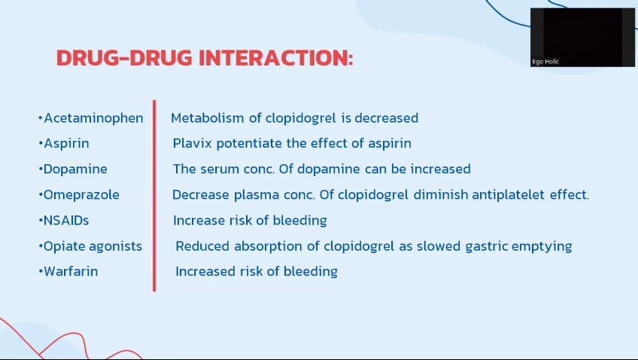 Ego Holic
DRUG-DRUG INTERACTION:
•Acetaminophen Metabolism of clopidogrel is decreased
•Aspirin Plavix potentiate the effect of aspirin
•Dopamine The serum conc. Of dopamine can be increased
•Omeprazole Decrease plasma conc. Of clopidogrel diminish antiplatelet effect.
•NSAIDs Increase risk of bleeding
•Opiate agonists Reduced absorption of clopidogrel as slowed gastric emptying
•Warfarin Increased risk of bleeding